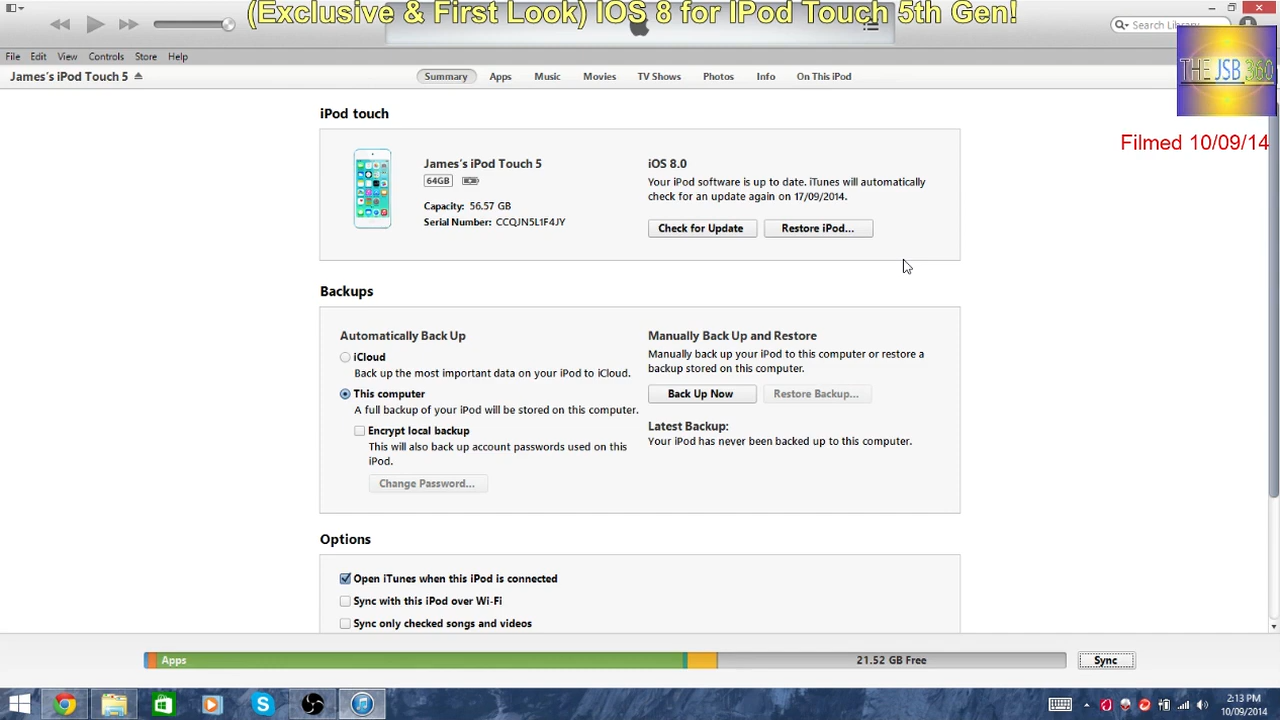 (Exclusive & First Look) IOS 8 for IPod Touch 5th Gen!
Search Library
File Edit View Controls Store Help
THE JSB 360
James's iPod Touch 5 Summary Apps Music Movies TV Shows Photos Info On This iPod
Filmed 10/09/14
iPod touch
James's iPod Touch 5
64GB
Capacity: 56.57 GB
Serial Number: CCQJN5L1F4JY
iOS 8.0
Your iPod software is up to date. iTunes will automatically
check for an update again on 17/09/2014.
Check for Update Restore iPod...
Backups
Automatically Back Up
iCloud
Back up the most important data on your iPod to iCloud.
This computer
A full backup of your iPod will be stored on this computer.
Encrypt local backup
This will also back up account passwords used on this
iPod.
Change Password...
Manually Back Up and Restore
Manually back up your iPod to this computer or restore a
backup stored on this computer.
Back Up Now Restore Backup...
Latest Backup:
Your iPod has never been backed up to this computer.
Options
Open iTunes when this iPod is connected
Sync with this iPod over Wi-Fi
Sync only checked songs and videos
Apps 21.52 GB Free Sync
2:13 PM
10/09/2014